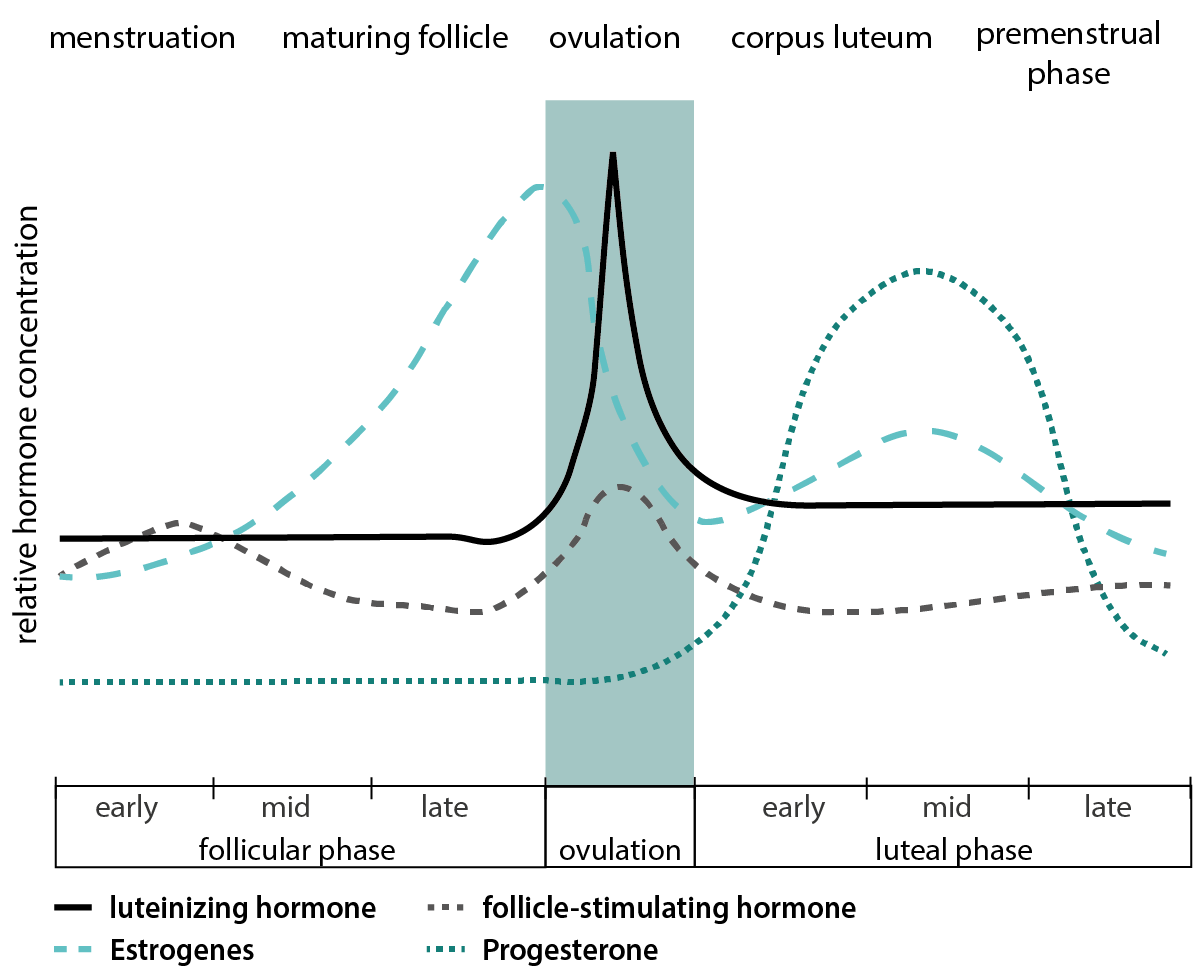 menstruation
maturing follicle
ovulation
corpus luteum
premenstrual
phase
relative hormone concentration
early
mid
late
early
mid
late
follicular phase
ovulation
luteal phase
luteinizing hormone
follicle-stimulating hormone
Estrogenes
Progesterone